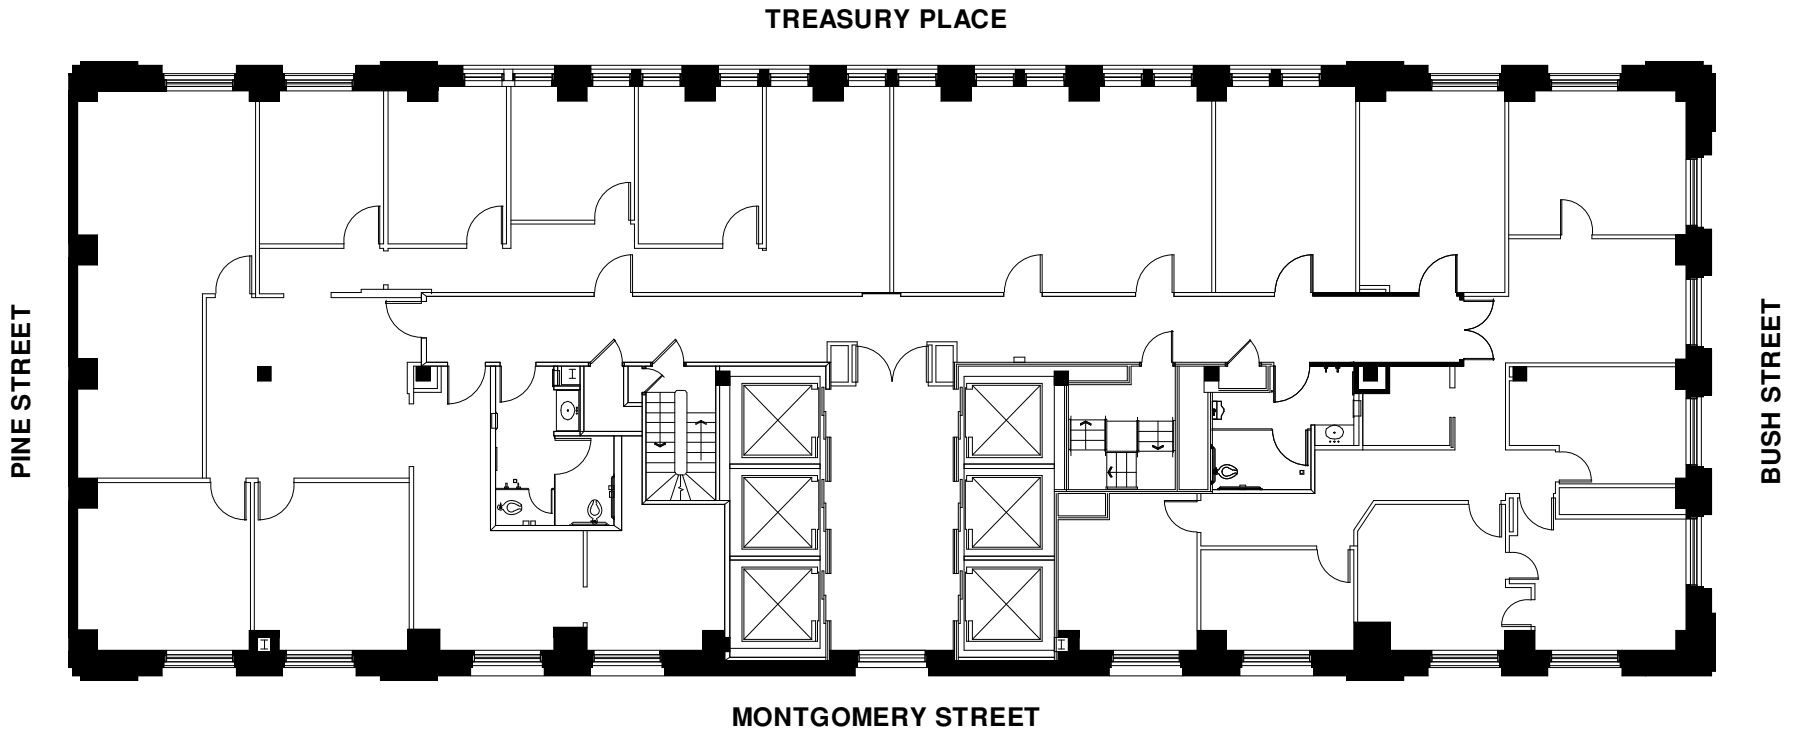 TREASURY PLACE
PINE STREET
BUSH STREET
MONTGOMERY STREET